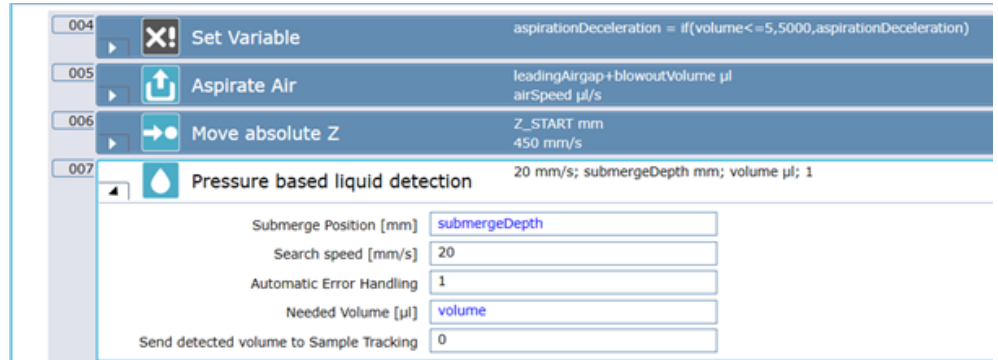 004
Set Variable
aspirationDeceleration = if(volume<=5,5000,aspirationDeceleration)
005
Aspirate Air
leadingAirgap+blowoutVolume µl
airSpeed µl/s
006
Move absolute Z
Z_START mm
450 mm/s
007
Pressure based liquid detection
20 mm/s; submergeDepth mm; volume µl; 1
Submerge Position [mm] submergeDepth
Search speed [mm/s] 20
Automatic Error Handling 1
Needed Volume [µl] volume
Send detected volume to Sample Tracking 0